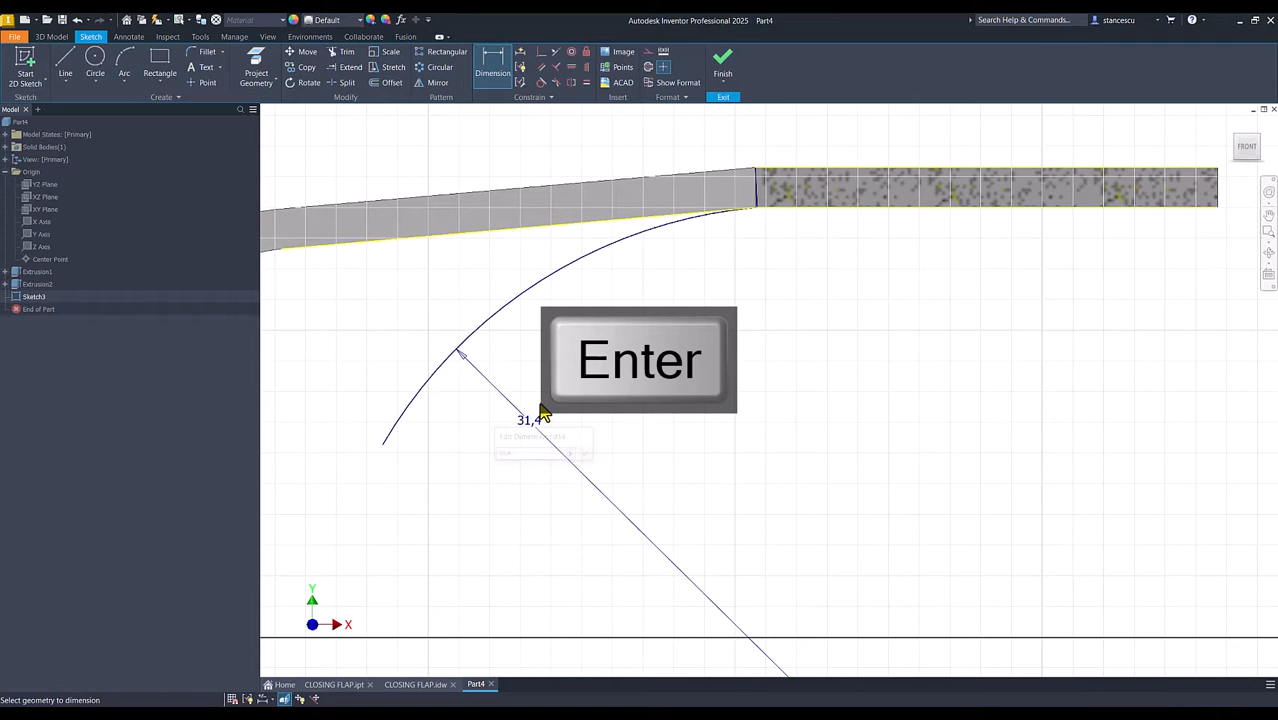 Material
Default
Autodesk Inventor Professional 2025 Part4
Search Help & Commands...
stancescu
File 3D Model Sketch Annotate Inspect Tools Manage View Environments Collaborate Fusion
Start 2D Sketch
Line Circle Arc Rectangle
Fillet
Text
Point
Project Geometry
Move Trim Scale
Copy Extend Stretch
Rotate Split Offset
Rectangular
Circular
Mirror
Dimension
Image
Points
ACAD
Show Format
Finish
Sketch Create Modify Pattern Constrain Insert Format Exit
Model
Part4
Model States: [Primary]
Solid Bodies(1)
View: [Primary]
Origin
YZ Plane
XZ Plane
XY Plane
X Axis
Y Axis
Z Axis
Center Point
Extrusion1
Extrusion2
Sketch3
End of Part
FRONT
Enter
31,4
Y
X
Home CLOSING FLAP.ipt CLOSING FLAP.idw Part4
Select geometry to dimension